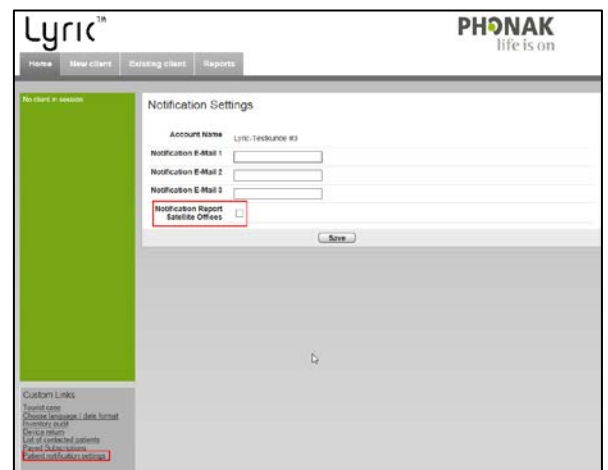 Lyric™
PHONAK
life is on
Home New client Existing client Reports
No client in session
Notification Settings
Account Name Lyric-Testkunde #3
Notification E-Mail 1
Notification E-Mail 2
Notification E-Mail 3
Notification Report
Satellite Offices
Save
Custom Links
Tourist case
Choose language / date format
Inventory audit
Device return
List of contacted patients
Payed Subscriptions
Patient notification settings